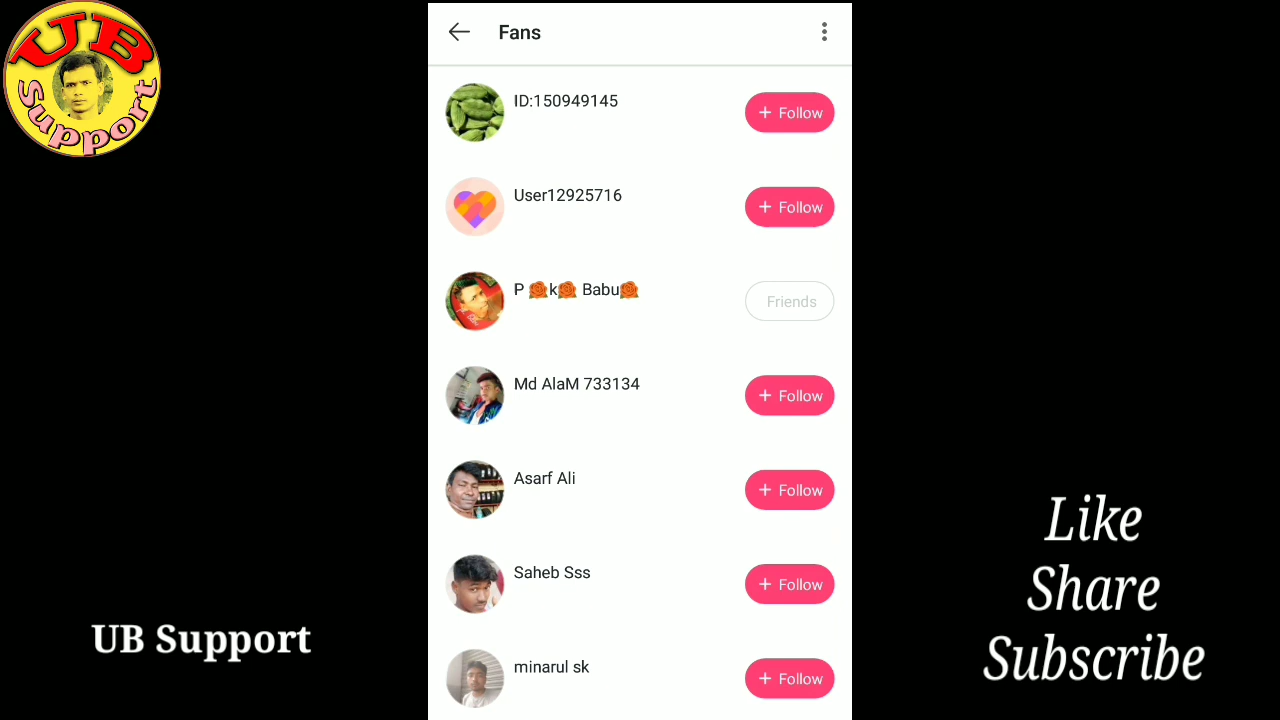 UB
Support
Fans
ID:150949145
+ Follow
User12925716
+ Follow
P 🌹k🌹 Babu🌹
Friends
Md AlaM 733134
+ Follow
Asarf Ali
+ Follow
Saheb Sss
+ Follow
minarul sk
+ Follow
UB Support
Like
Share
Subscribe